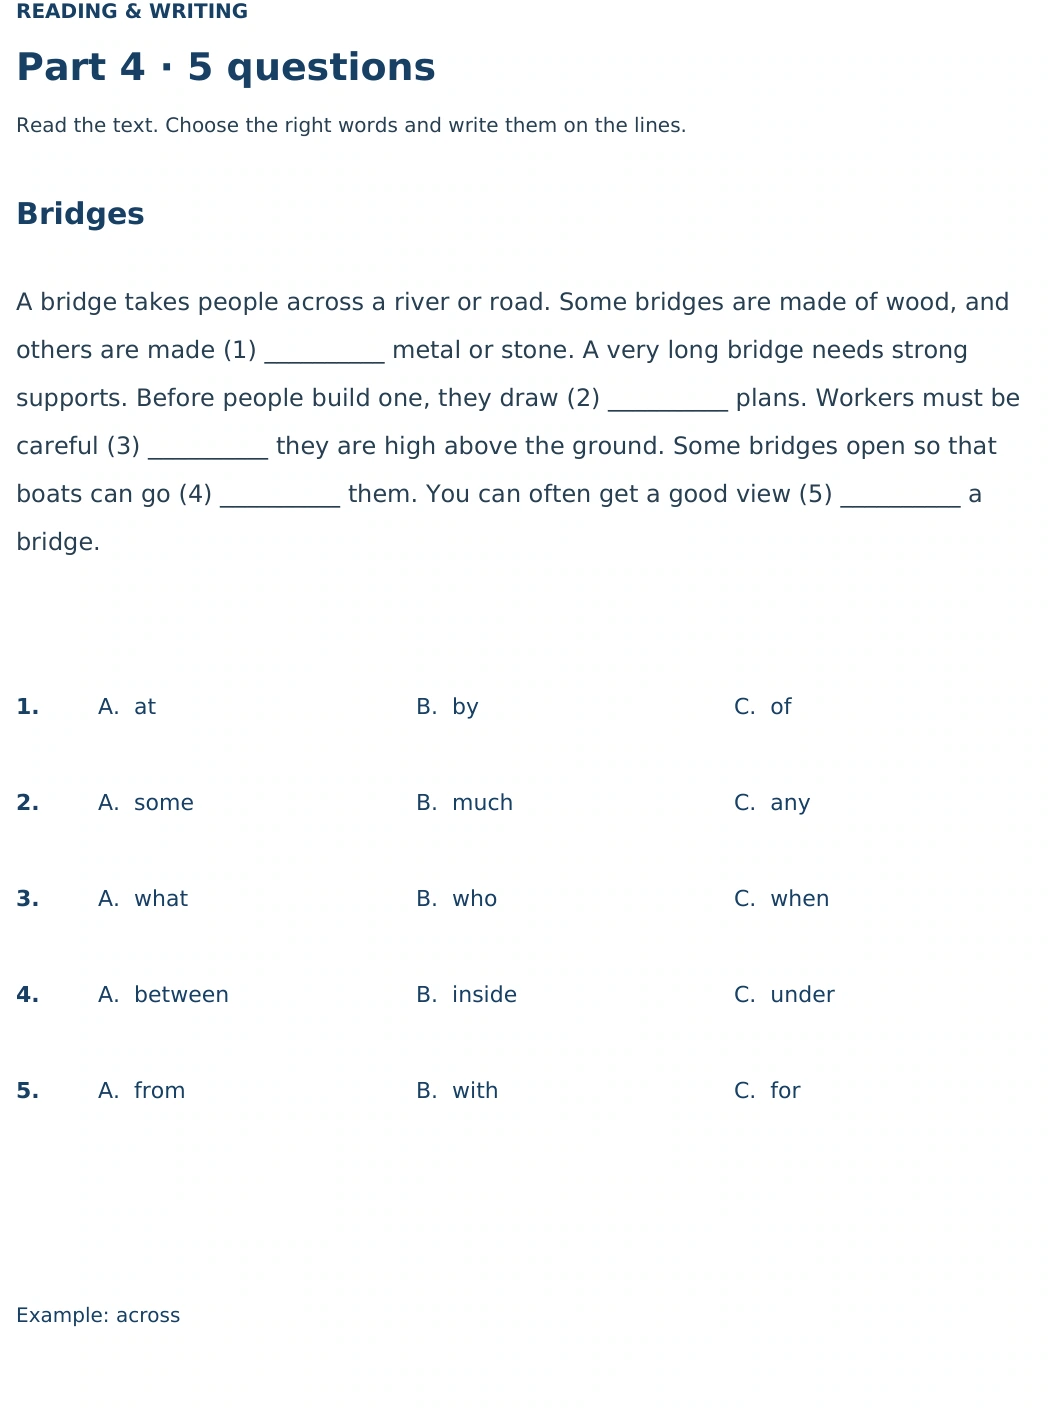 READING & WRITING
Part 4 · 5 questions
Read the text. Choose the right words and write them on the lines.
Bridges
A bridge takes people across a river or road. Some bridges are made of wood, and
others are made (1) __________ metal or stone. A very long bridge needs strong
supports. Before people build one, they draw (2) __________ plans. Workers must be
careful (3) __________ they are high above the ground. Some bridges open so that
boats can go (4) __________ them. You can often get a good view (5) __________ a
bridge.
1. A. at B. by C. of
2. A. some B. much C. any
3. A. what B. who C. when
4. A. between B. inside C. under
5. A. from B. with C. for
Example: across